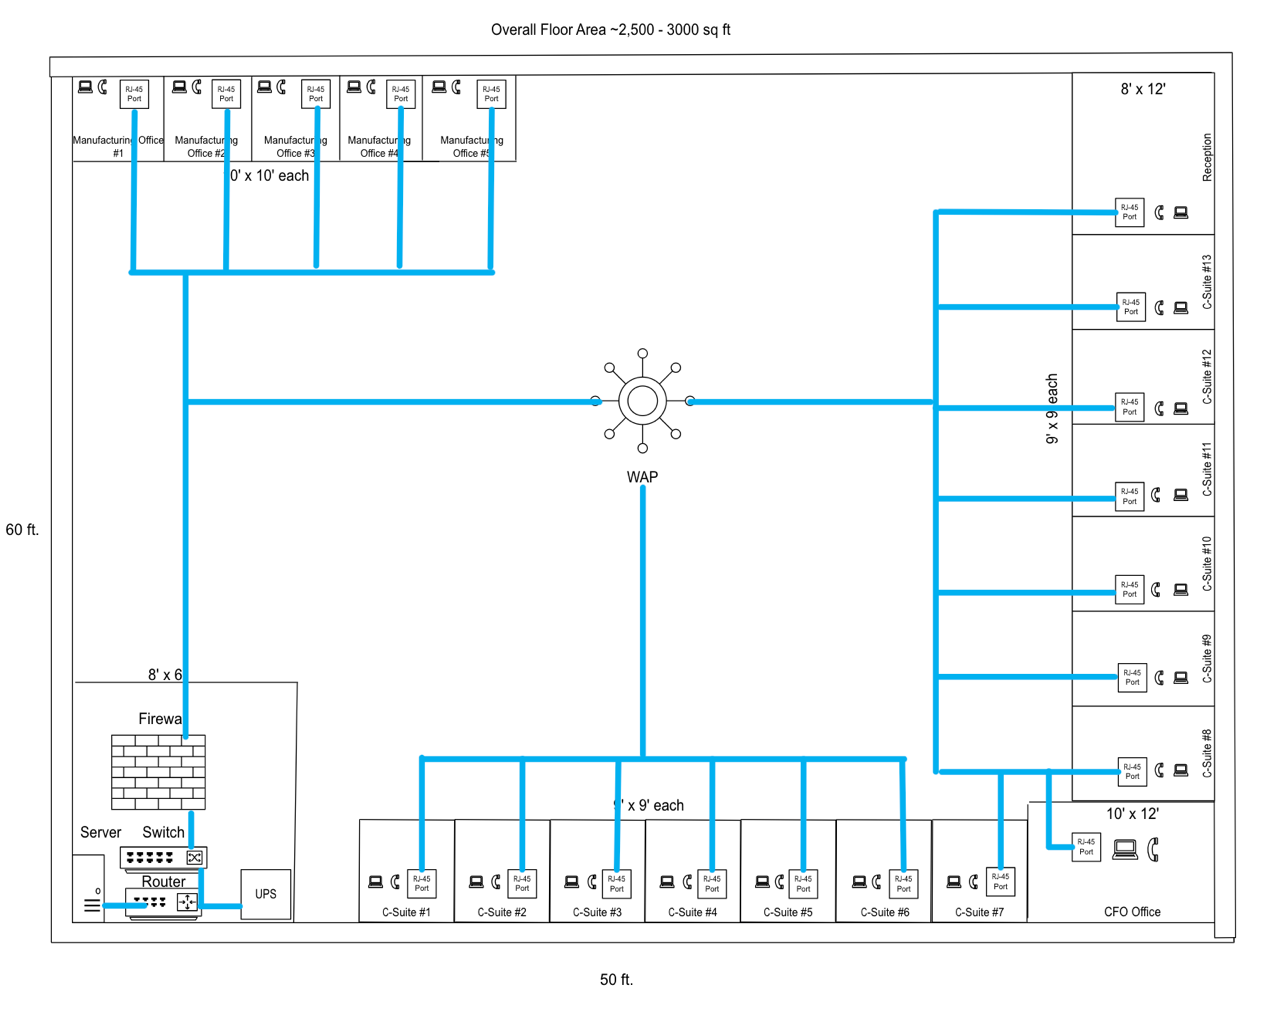 Overall Floor Area ~2,500 - 3000 sq ft
RJ-45
Port
Manufacturing Office
#1
RJ-45
Port
Manufacturing
Office #2
RJ-45
Port
Manufacturing
Office #3
RJ-45
Port
Manufacturing
Office #4
RJ-45
Port
Manufacturing
Office #5
0' x 10' each
8' x 12'
Reception
RJ-45
Port
C-Suite #13
RJ-45
Port
C-Suite #12
RJ-45
Port
9' x 9' each
C-Suite #11
RJ-45
Port
C-Suite #10
RJ-45
Port
C-Suite #9
RJ-45
Port
C-Suite #8
RJ-45
Port
WAP
60 ft.
8' x 6
Firewa
Server
Switch
Router
UPS
9' x 9' each
RJ-45
Port
C-Suite #1
RJ-45
Port
C-Suite #2
RJ-45
Port
C-Suite #3
RJ-45
Port
C-Suite #4
RJ-45
Port
C-Suite #5
RJ-45
Port
C-Suite #6
RJ-45
Port
C-Suite #7
10' x 12'
RJ-45
Port
CFO Office
50 ft.